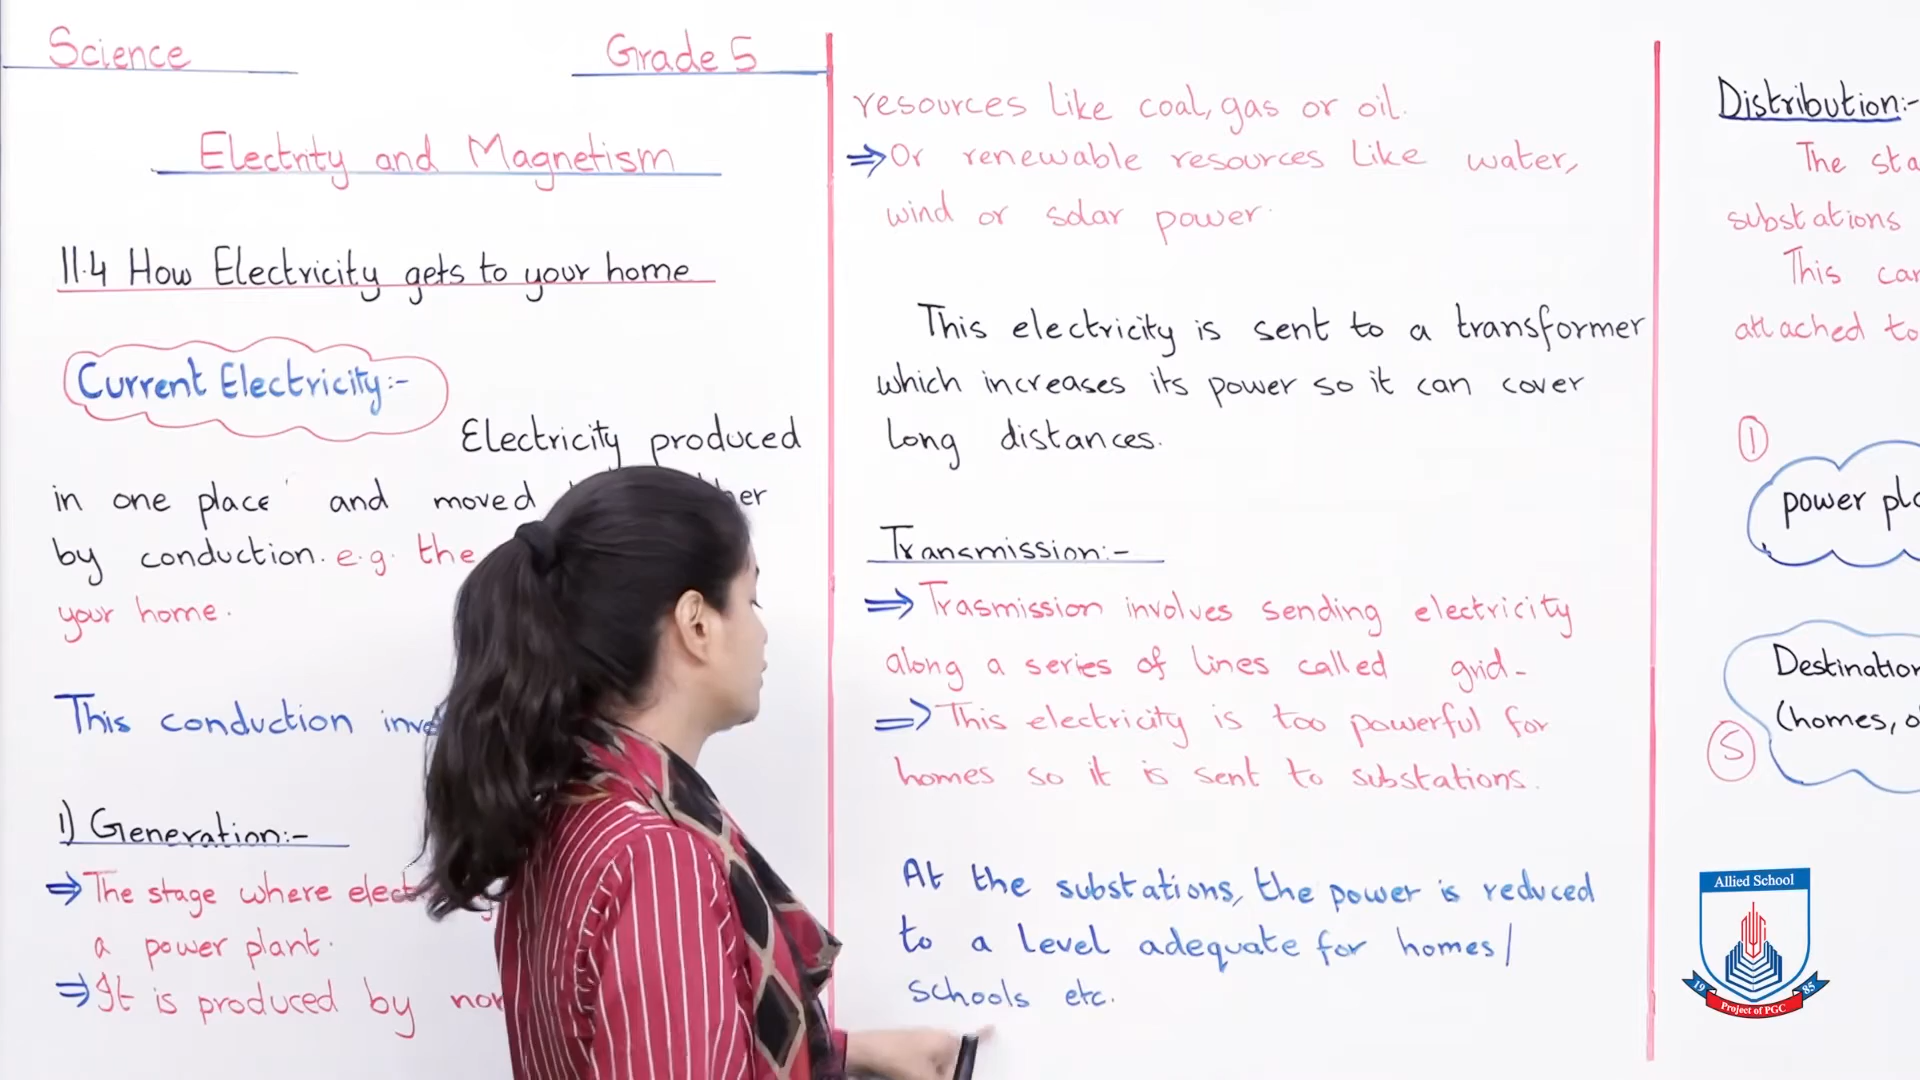 Science
Grade 5
Electrity and Magnetism
11.4 How Electricity gets to your home
Current Electricity:-
Electricity produced
in one place and moved
by conduction. e.g. the
your home.
This conduction
1) Generation:-
⇒ The stage where
a power plant.
⇒ It is produced by
resources like coal, gas or oil.
⇒ Or renewable resources like water,
wind or solar power.
This electricity is sent to a transformer
which increases its power so it can cover
long distances.
Transmission:-
⇒ Trasmission involves sending electricity
along a series of lines called grid-
⇒ This electricity is too powerful for
homes so it is sent to substations.
At the substations, the power is reduced
to a level adequate for homes/
schools etc.
Distribution:-
The
substations
This
attached to
1
power
Destination
(homes,
5
Allied School
19 85
Project of PGC